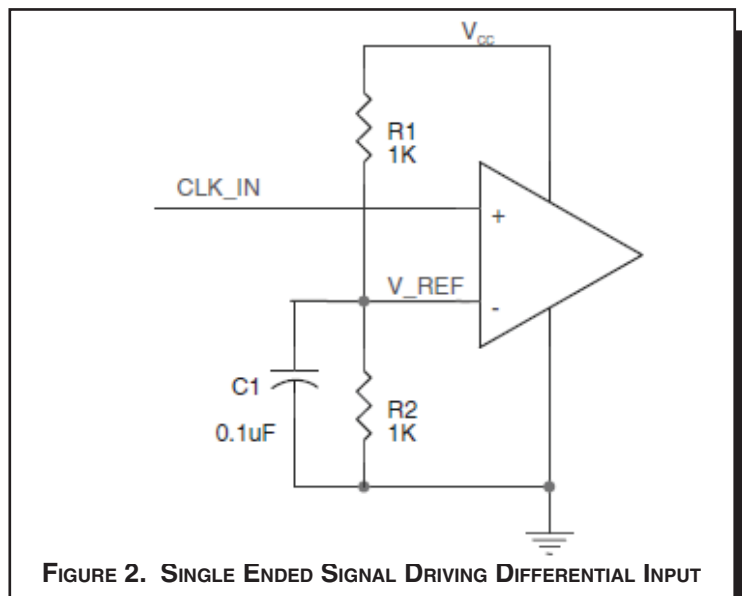 Vcc
R1
1K
CLK_IN
+
V_REF
-
C1
0.1uF
R2
1K
FIGURE 2. SINGLE ENDED SIGNAL DRIVING DIFFERENTIAL INPUT